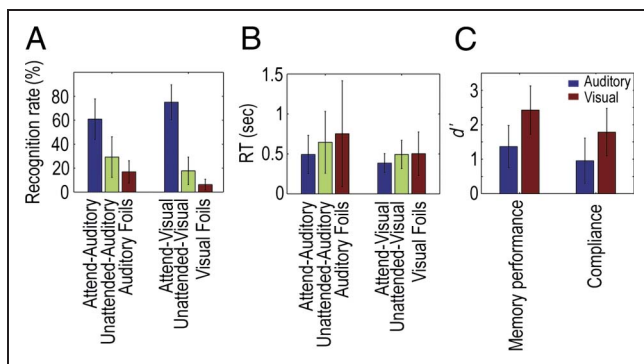 A
B
C
Recognition rate (%)
80
60
40
20
0
Attend-Auditory
Unattended-Auditory
Auditory Foils
Attend-Visual
Unattended-Visual
Visual Foils
RT (sec)
1.5
1
0.5
0
Attend-Auditory
Unattended-Auditory
Auditory Foils
Attend-Visual
Unattended-Visual
Visual Foils
d'
3
2
1
0
Auditory
Visual
Memory performance
Compliance